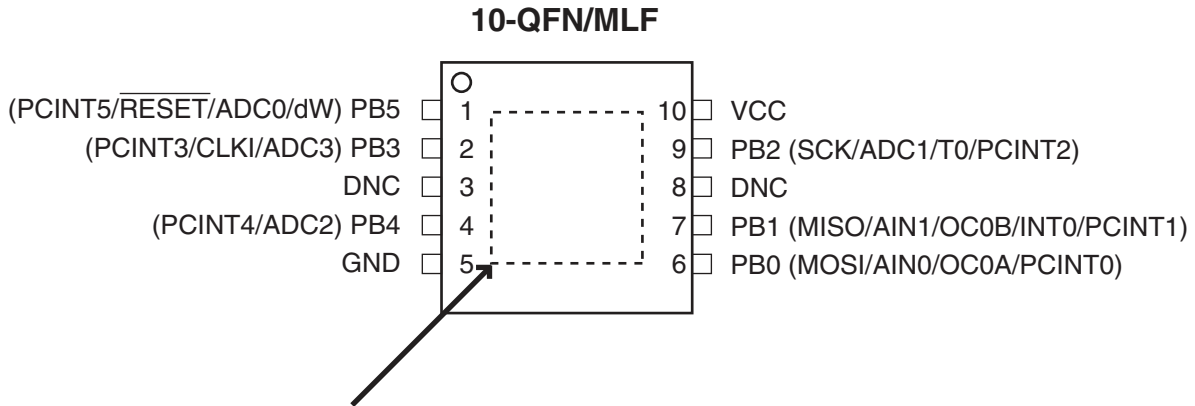 10-QFN/MLF
(PCINT5/RESET/ADC0/dW) PB5 1
(PCINT3/CLKI/ADC3) PB3 2
DNC 3
(PCINT4/ADC2) PB4 4
GND 5
10 VCC
9 PB2 (SCK/ADC1/T0/PCINT2)
8 DNC
7 PB1 (MISO/AIN1/OC0B/INT0/PCINT1)
6 PB0 (MOSI/AIN0/OC0A/PCINT0)